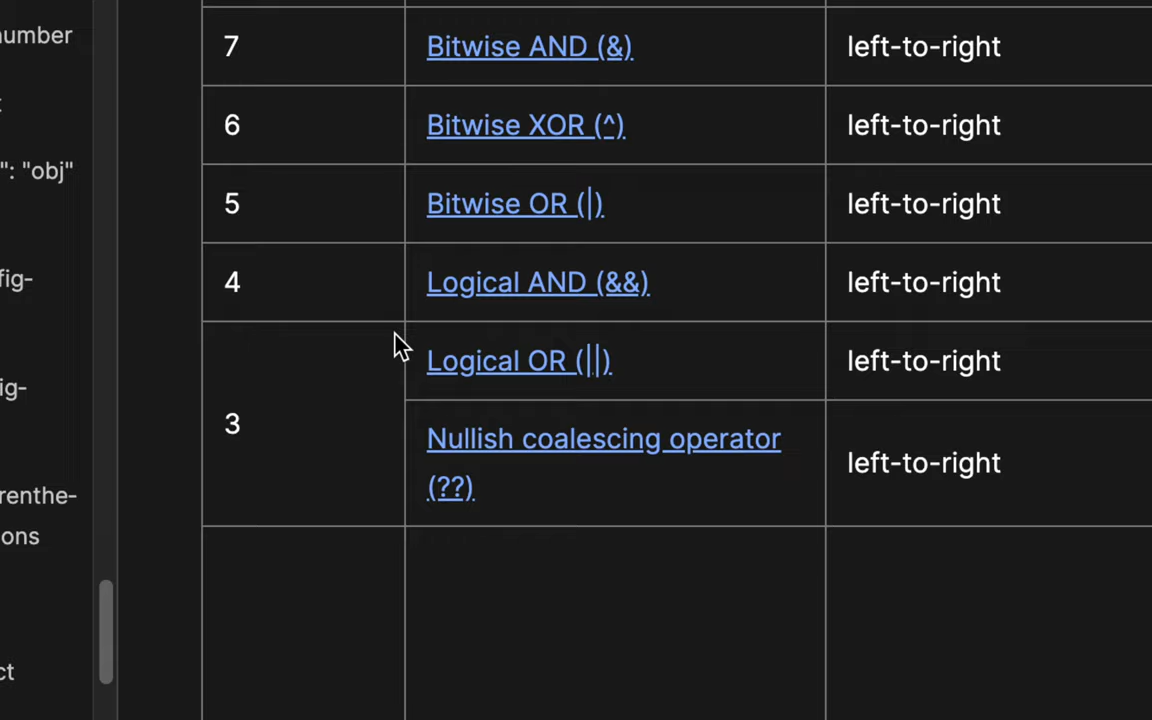 umber
7 Bitwise AND (&) left-to-right
6 Bitwise XOR (^) left-to-right
": "obj"
5 Bitwise OR (|) left-to-right
fig-
4 Logical AND (&&) left-to-right
Logical OR (||) left-to-right
ig-
3
Nullish coalescing operator
(??)
left-to-right
renthe-
ons
ct